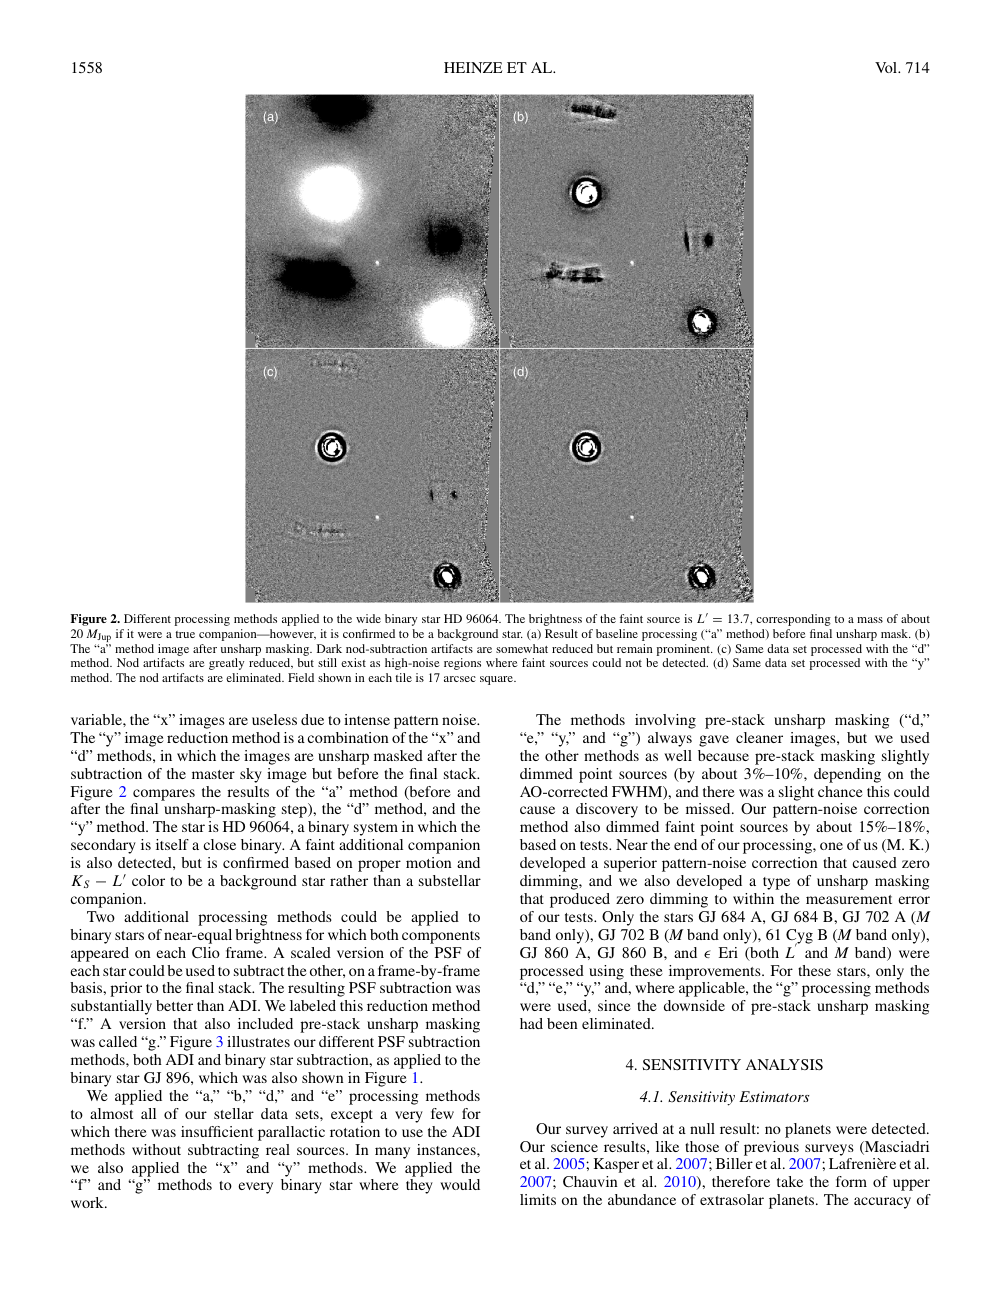 1558
HEINZE ET AL.
Vol. 714
(a)
(b)
(c)
(d)
Figure 2. Different processing methods applied to the wide binary star HD 96064. The brightness of the faint source is L′ = 13.7, corresponding to a mass of about
20 MJup if it were a true companion—however, it is confirmed to be a background star. (a) Result of baseline processing (“a” method) before final unsharp mask. (b)
The “a” method image after unsharp masking. Dark nod-subtraction artifacts are somewhat reduced but remain prominent. (c) Same data set processed with the “d”
method. Nod artifacts are greatly reduced, but still exist as high-noise regions where faint sources could not be detected. (d) Same data set processed with the “y”
method. The nod artifacts are eliminated. Field shown in each tile is 17 arcsec square.
variable, the “x” images are useless due to intense pattern noise.
The “y” image reduction method is a combination of the “x” and
“d” methods, in which the images are unsharp masked after the
subtraction of the master sky image but before the final stack.
Figure 2 compares the results of the “a” method (before and
after the final unsharp-masking step), the “d” method, and the
“y” method. The star is HD 96064, a binary system in which the
secondary is itself a close binary. A faint additional companion
is also detected, but is confirmed based on proper motion and
KS − L′ color to be a background star rather than a substellar
companion.
Two additional processing methods could be applied to
binary stars of near-equal brightness for which both components
appeared on each Clio frame. A scaled version of the PSF of
each star could be used to subtract the other, on a frame-by-frame
basis, prior to the final stack. The resulting PSF subtraction was
substantially better than ADI. We labeled this reduction method
“f.” A version that also included pre-stack unsharp masking
was called “g.” Figure 3 illustrates our different PSF subtraction
methods, both ADI and binary star subtraction, as applied to the
binary star GJ 896, which was also shown in Figure 1.
We applied the “a,” “b,” “d,” and “e” processing methods
to almost all of our stellar data sets, except a very few for
which there was insufficient parallactic rotation to use the ADI
methods without subtracting real sources. In many instances,
we also applied the “x” and “y” methods. We applied the
“f” and “g” methods to every binary star where they would
work.
The methods involving pre-stack unsharp masking (“d,”
“e,” “y,” and “g”) always gave cleaner images, but we used
the other methods as well because pre-stack masking slightly
dimmed point sources (by about 3%–10%, depending on the
AO-corrected FWHM), and there was a slight chance this could
cause a discovery to be missed. Our pattern-noise correction
method also dimmed faint point sources by about 15%–18%,
based on tests. Near the end of our processing, one of us (M. K.)
developed a superior pattern-noise correction that caused zero
dimming, and we also developed a type of unsharp masking
that produced zero dimming to within the measurement error
of our tests. Only the stars GJ 684 A, GJ 684 B, GJ 702 A (M
band only), GJ 702 B (M band only), 61 Cyg B (M band only),
GJ 860 A, GJ 860 B, and ϵ Eri (both L′ and M band) were
processed using these improvements. For these stars, only the
“d,” “e,” “y,” and, where applicable, the “g” processing methods
were used, since the downside of pre-stack unsharp masking
had been eliminated.
4. SENSITIVITY ANALYSIS
4.1. Sensitivity Estimators
Our survey arrived at a null result: no planets were detected.
Our science results, like those of previous surveys (Masciadri
et al. 2005; Kasper et al. 2007; Biller et al. 2007; Lafrenière et al.
2007; Chauvin et al. 2010), therefore take the form of upper
limits on the abundance of extrasolar planets. The accuracy of